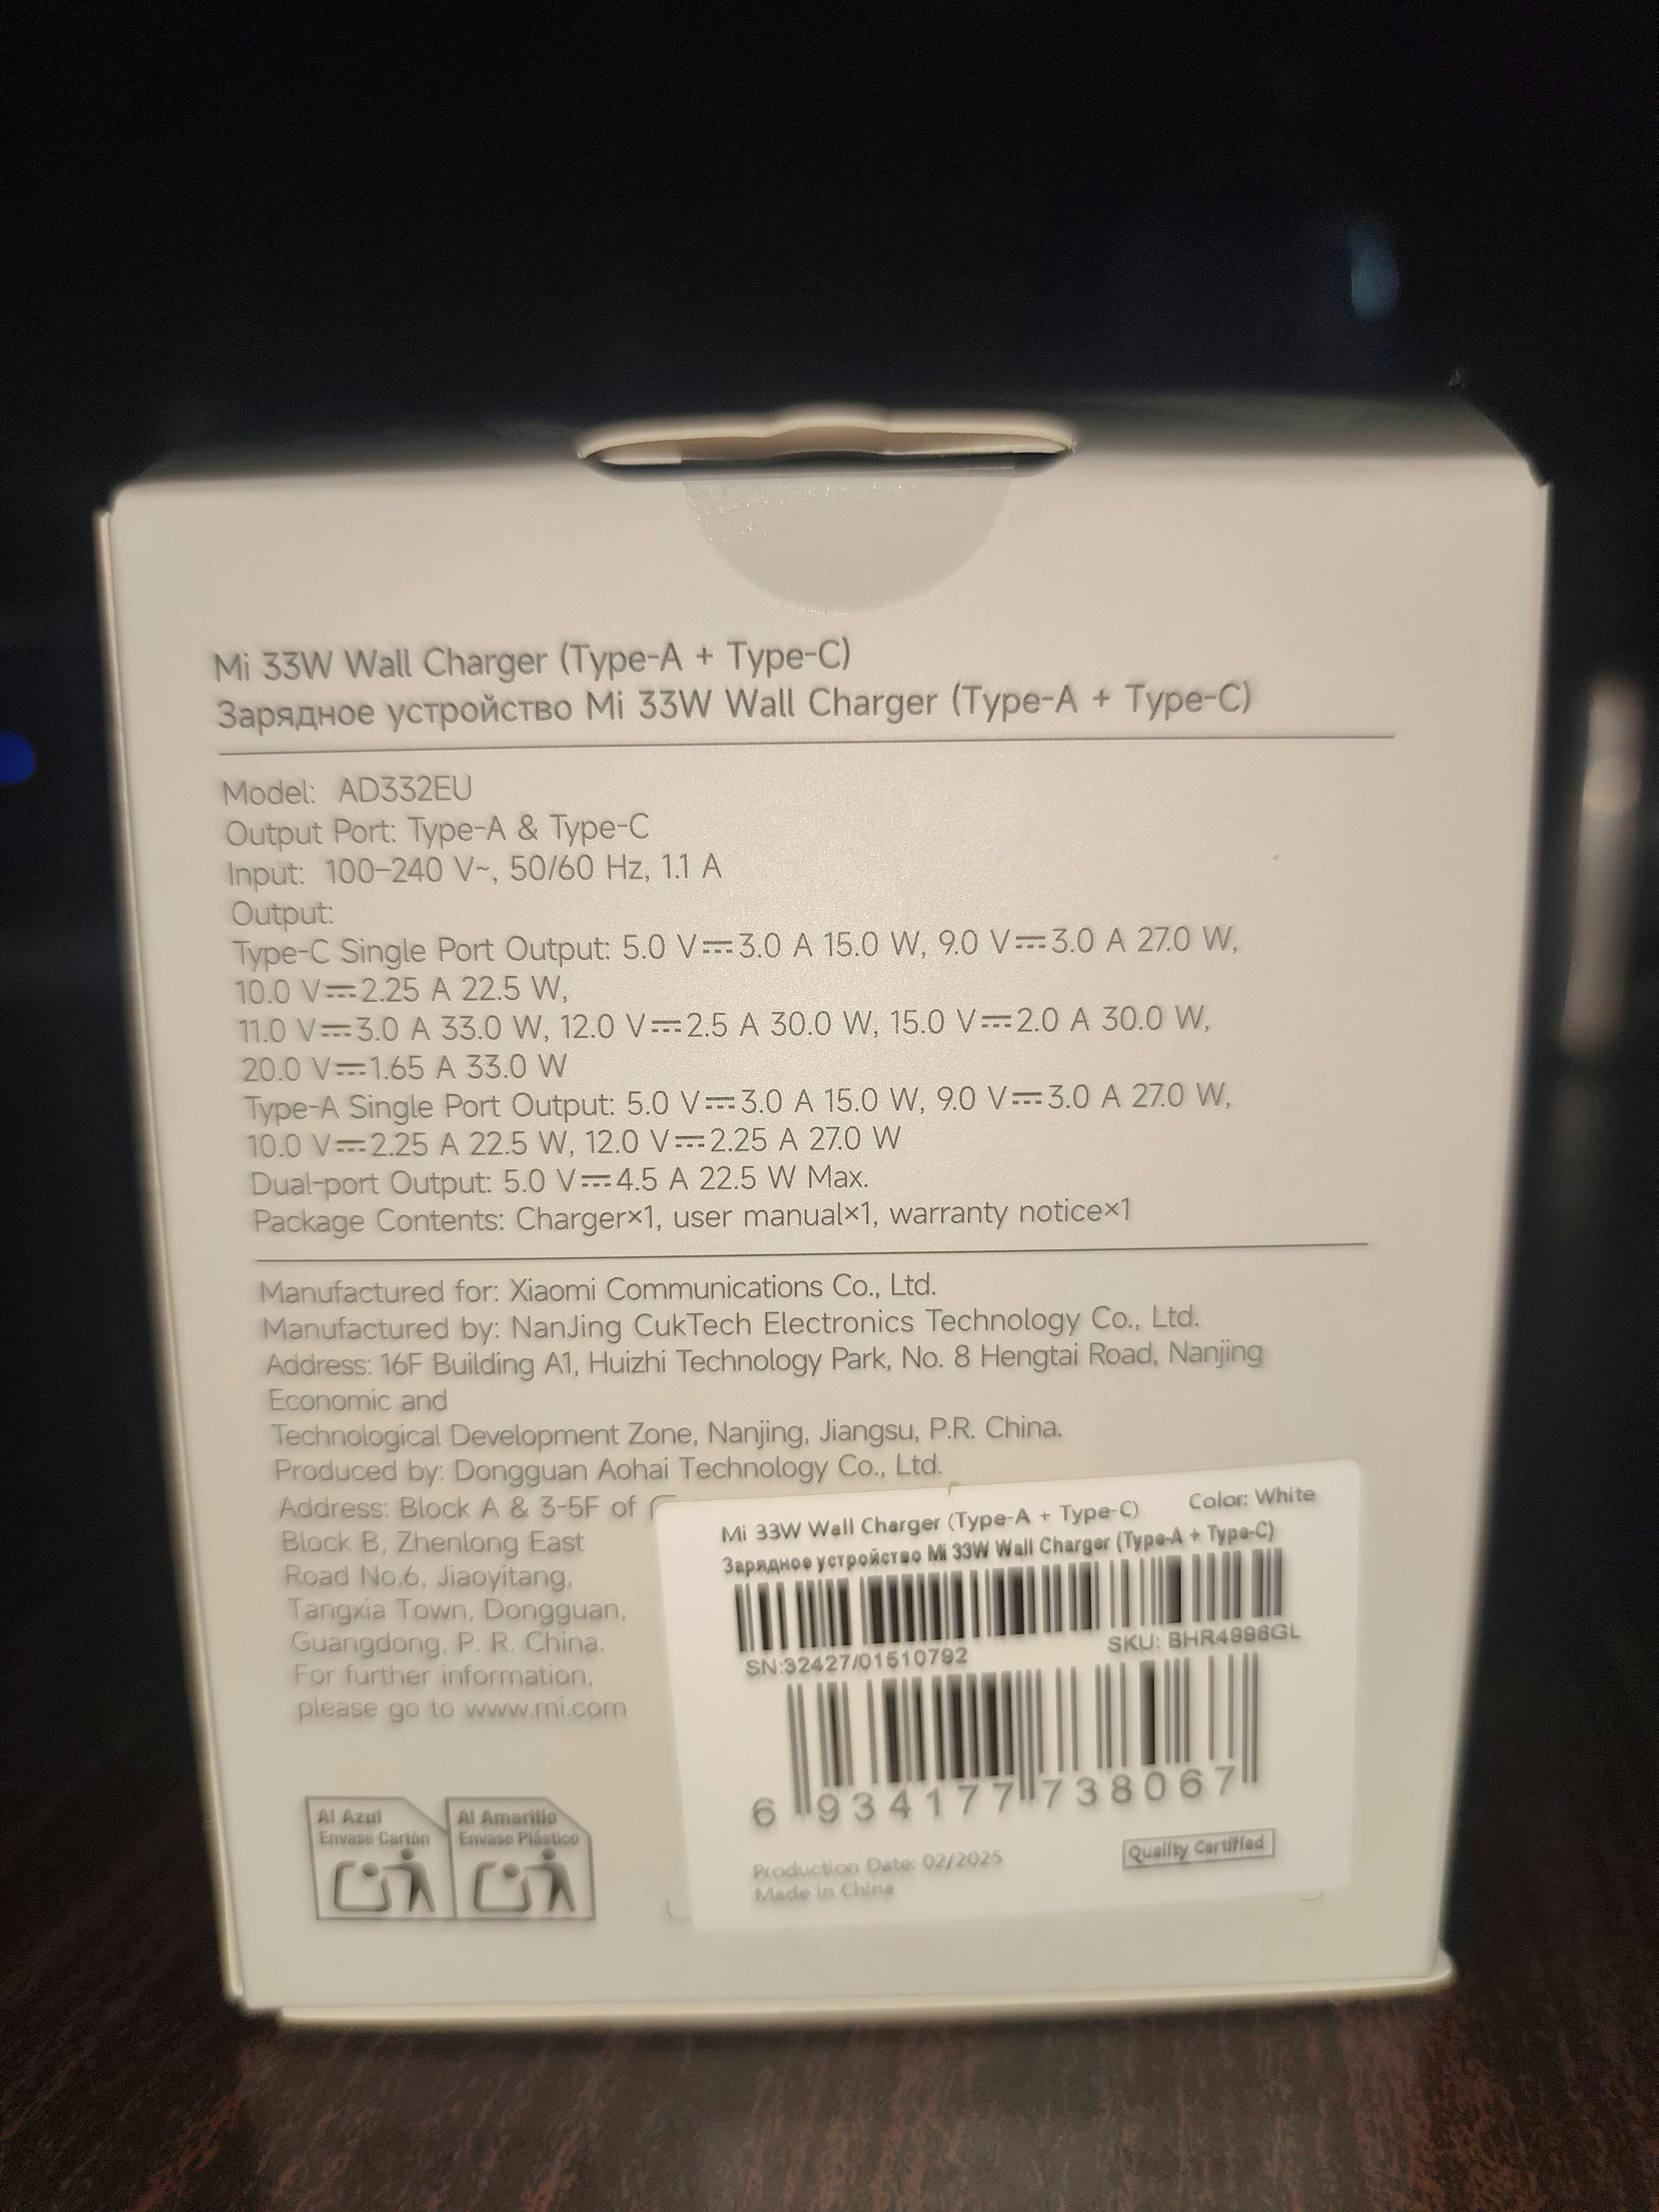 Mi 33W Wall Charger (Type-A + Type-C)
Зарядное устройство Mi 33W Wall Charger (Type-A + Type-C)
Model: AD332EU
Output Port: Type-A & Type-C
Input: 100–240 V~, 50/60 Hz, 1.1 A
Output:
Type-C Single Port Output: 5.0 V⎓3.0 A 15.0 W, 9.0 V⎓3.0 A 27.0 W,
10.0 V⎓2.25 A 22.5 W,
11.0 V⎓3.0 A 33.0 W, 12.0 V⎓2.5 A 30.0 W, 15.0 V⎓2.0 A 30.0 W,
20.0 V⎓1.65 A 33.0 W
Type-A Single Port Output: 5.0 V⎓3.0 A 15.0 W, 9.0 V⎓3.0 A 27.0 W,
10.0 V⎓2.25 A 22.5 W, 12.0 V⎓2.25 A 27.0 W
Dual-port Output: 5.0 V⎓4.5 A 22.5 W Max.
Package Contents: Charger×1, user manual×1, warranty notice×1
Manufactured for: Xiaomi Communications Co., Ltd.
Manufactured by: NanJing CukTech Electronics Technology Co., Ltd.
Address: 16F Building A1, Huizhi Technology Park, No. 8 Hengtai Road, Nanjing
Economic and
Technological Development Zone, Nanjing, Jiangsu, P.R. China.
Produced by: Dongguan Aohai Technology Co., Ltd.
Address: Block A & 3-5F of
Block B, Zhenlong East
Road No.6, Jiaoyitang,
Tangxia Town, Dongguan,
Guangdong, P. R. China.
For further information,
please go to www.mi.com
Al Azul
Envase Cartón
Al Amarillo
Envase Plástico
Mi 33W Wall Charger (Type-A + Type-C)
Color: White
Зарядное устройство Mi 33W Wall Charger (Type-A + Type-C)
SN:32427/01510792
SKU: BHR4996GL
6 934177 738067
Production Date: 02/2025
Made in China
Quality Certified